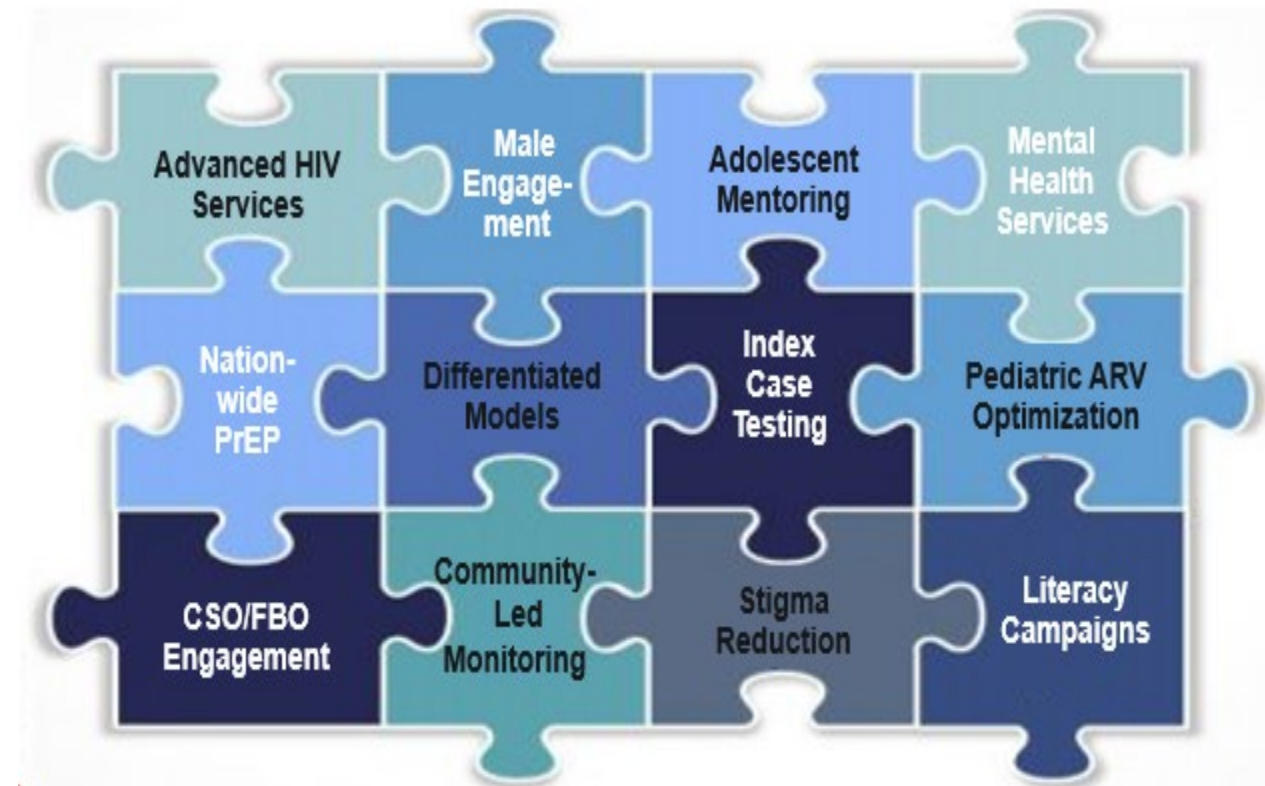 Advanced HIV
Services
Male
Engage-
ment
Adolescent
Mentoring
Mental
Health
Services
Nation-
wide
PrEP
Differentiated
Models
Index
Case
Testing
Pediatric ARV
Optimization
CSO/FBO
Engagement
Community-
Led
Monitoring
Stigma
Reduction
Literacy
Campaigns